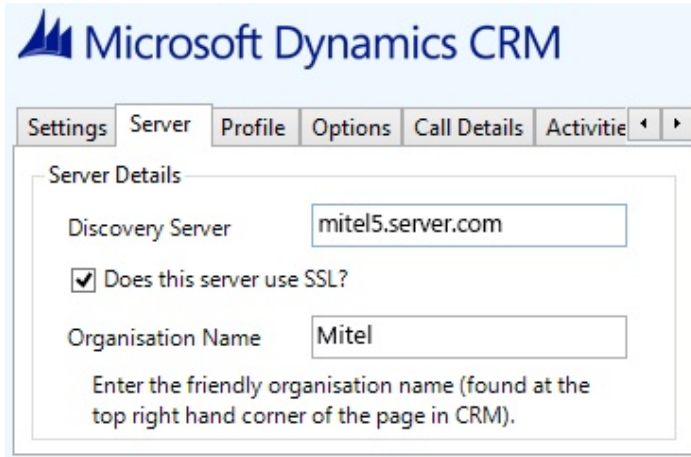 Microsoft Dynamics CRM
Settings Server Profile Options Call Details Activitie
Server Details
Discovery Server mitel5.server.com
Does this server use SSL?
Organisation Name Mitel
Enter the friendly organisation name (found at the
top right hand corner of the page in CRM).